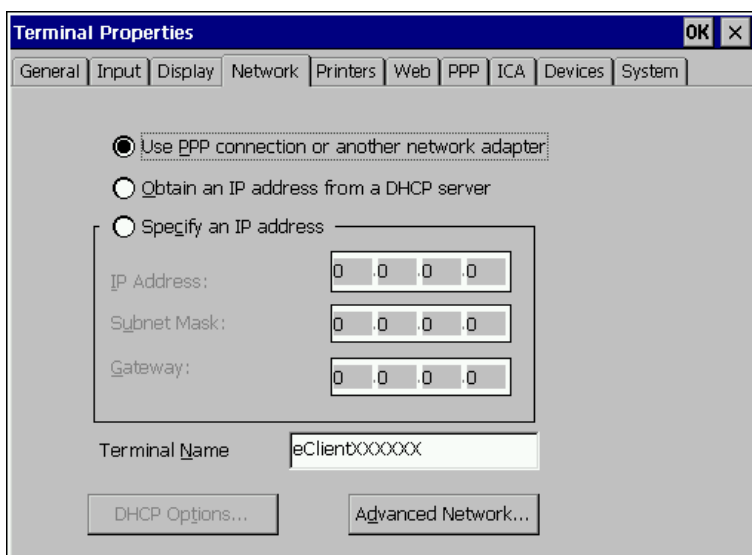 Terminal Properties OK ×
General Input Display Network Printers Web PPP ICA Devices System
Use PPP connection or another network adapter
Obtain an IP address from a DHCP server
Specify an IP address
IP Address: 0 .0 .0 .0
Subnet Mask: 0 .0 .0 .0
Gateway: 0 .0 .0 .0
Terminal Name eClientXXXXXX
DHCP Options... Advanced Network...